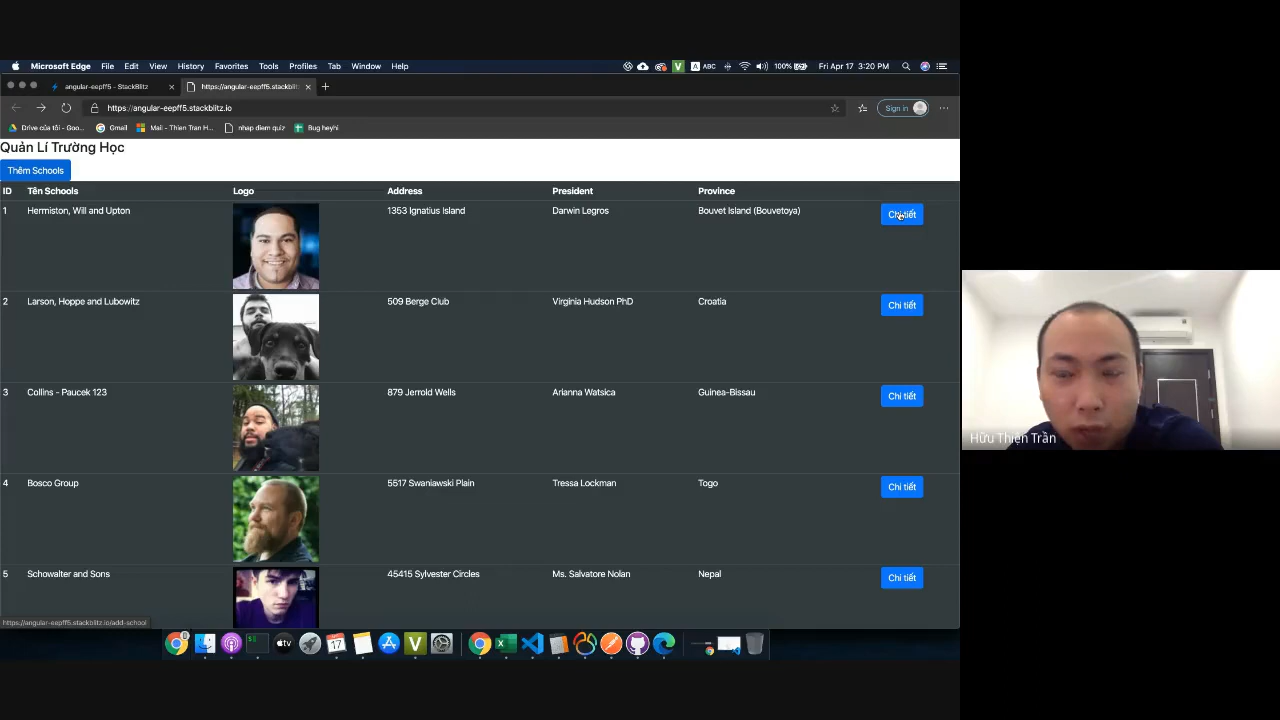 Microsoft Edge File Edit View History Favorites Tools Profiles Tab Window Help
V A ABC 100% Fri Apr 17 3:20 PM
angular-eepff5 - StackBlitz
https://angular-eepff5.stackblitz
https://angular-eepff5.stackblitz.io
Sign in
Drive của tôi - Goo... Gmail Mail - Thien Tran H... nhap diem quiz Bug heyhi
Quản Lí Trường Học
Thêm Schools
ID Tên Schools Logo Address President Province
1 Hermiston, Will and Upton 1353 Ignatius Island Darwin Legros Bouvet Island (Bouvetoya) Chi tiết
2 Larson, Hoppe and Lubowitz 509 Berge Club Virginia Hudson PhD Croatia Chi tiết
3 Collins - Paucek 123 879 Jerrold Wells Arianna Watsica Guinea-Bissau Chi tiết
4 Bosco Group 5517 Swaniawski Plain Tressa Lockman Togo Chi tiết
5 Schowalter and Sons 45415 Sylvester Circles Ms. Salvatore Nolan Nepal Chi tiết
https://angular-eepff5.stackblitz.io/add-school
tv 17 V
Hữu Thiện Trần